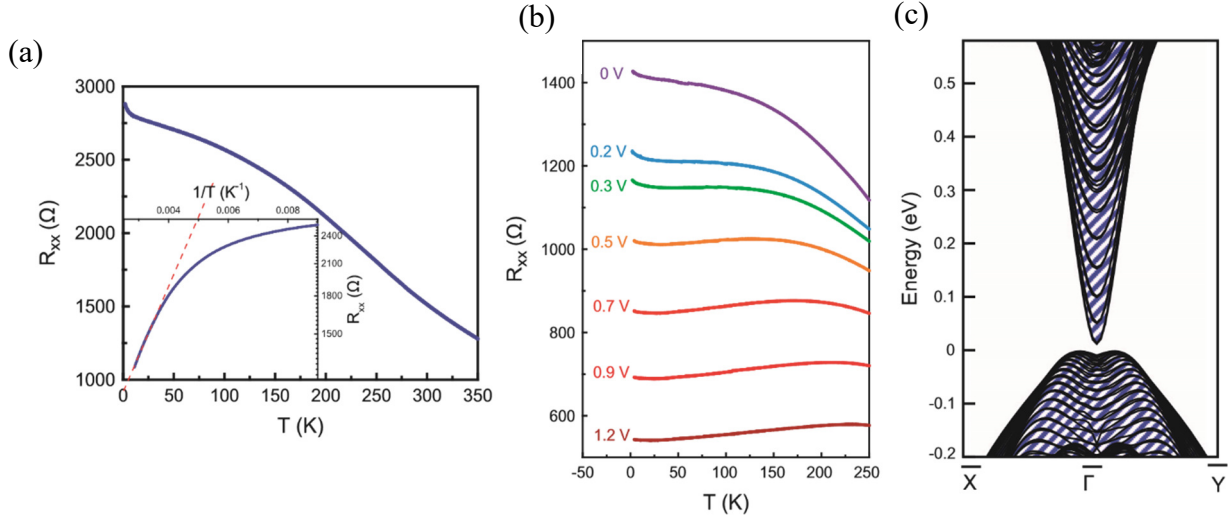 (a)
3000
2500
2000
1500
1000
R_xx (Ω)
0 50 100 150 200 250 300 350
T (K)
1/T (K⁻¹)
0.004 0.006 0.008
2400
2100
1800
1500
R_xx (Ω)
(b)
1400
1200
1000
800
600
R_xx (Ω)
0 V
0.2 V
0.3 V
0.5 V
0.7 V
0.9 V
1.2 V
-50 0 50 100 150 200 250
T (K)
(c)
0.5
0.4
0.3
0.2
0.1
0
-0.1
-0.2
Energy (eV)
X̅ Γ̅ Y̅